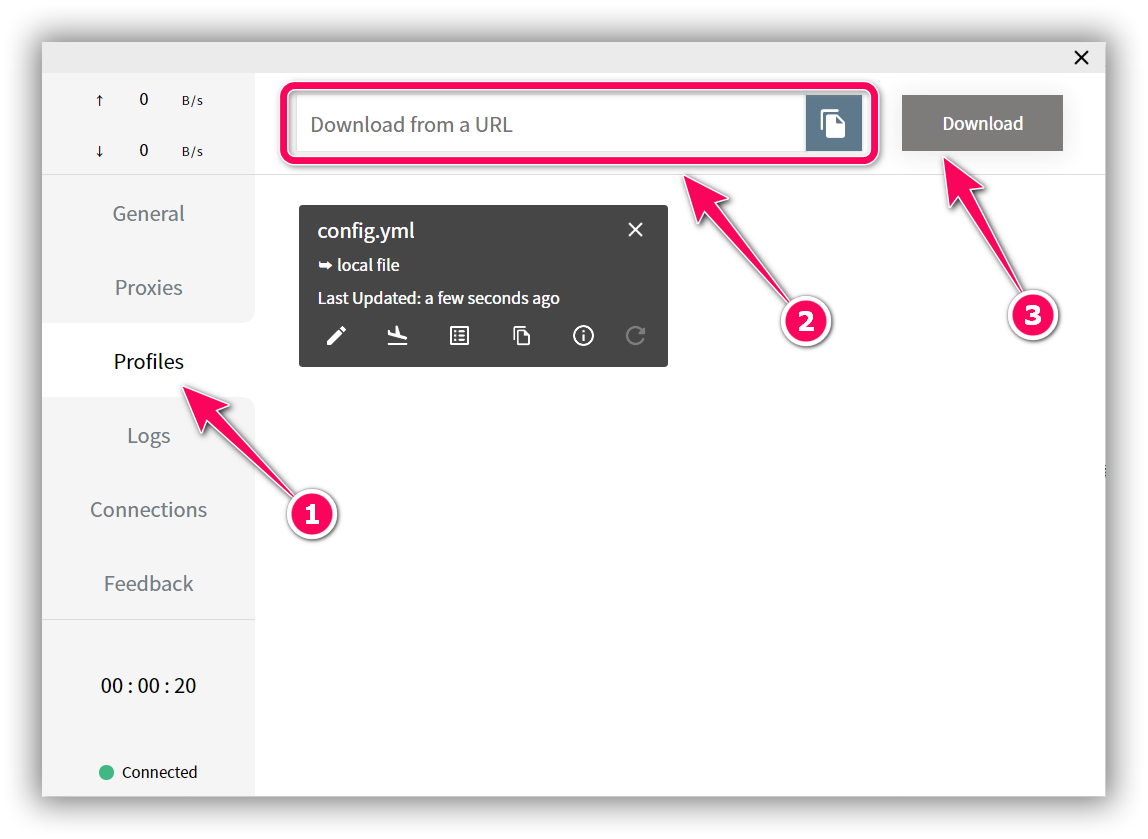 ↑ 0 B/s
↓ 0 B/s
General
Proxies
Profiles
Logs
Connections
Feedback
00 : 00 : 20
Connected
Download from a URL
Download
config.yml
➥ local file
Last Updated: a few seconds ago
1
2
3